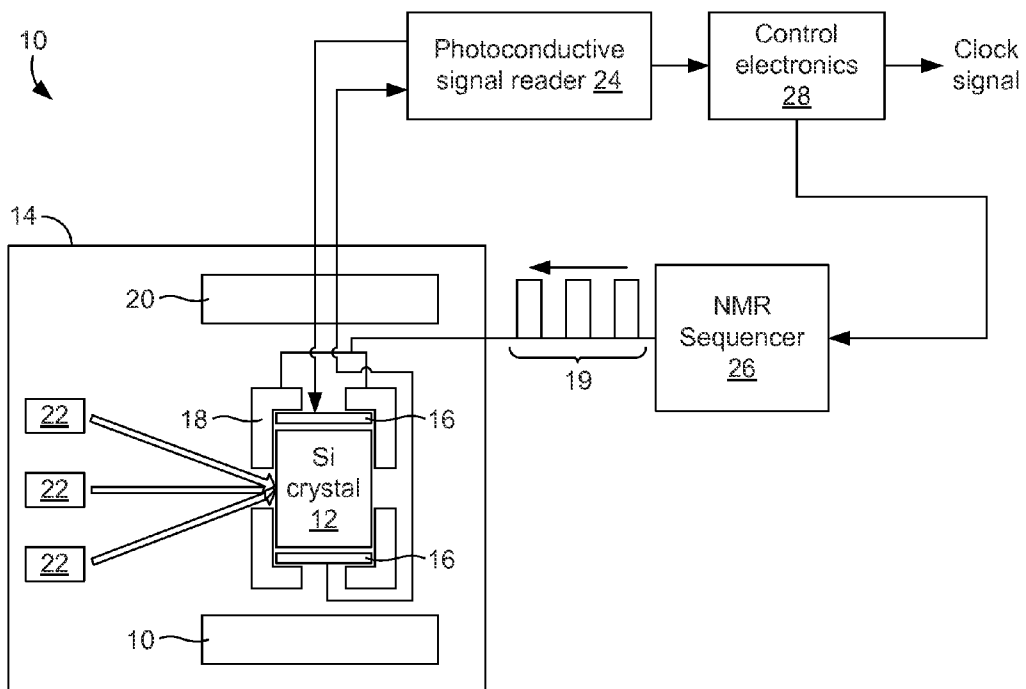 10
Photoconductive
signal reader 24
Control
electronics
28
Clock
signal
14
20
NMR
Sequencer
26
19
22
18
16
22
Si
crystal
12
22
16
10